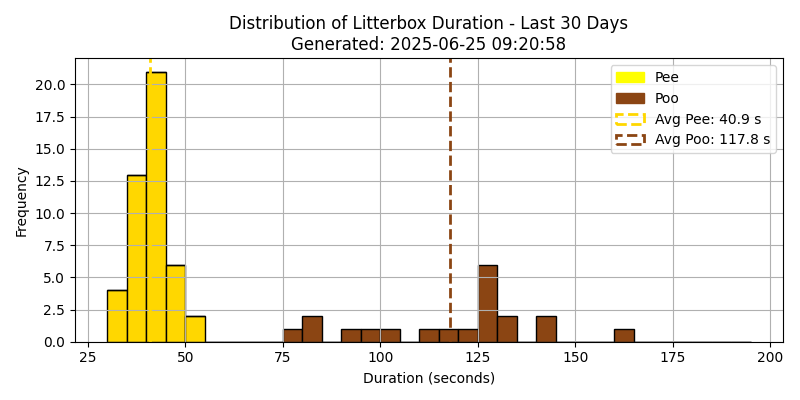 Distribution of Litterbox Duration - Last 30 Days
Generated: 2025-06-25 09:20:58
Pee
Poo
Avg Pee: 40.9 s
Avg Poo: 117.8 s
Frequency
20.0
17.5
15.0
12.5
10.0
7.5
5.0
2.5
0.0
25 50 75 100 125 150 175 200
Duration (seconds)